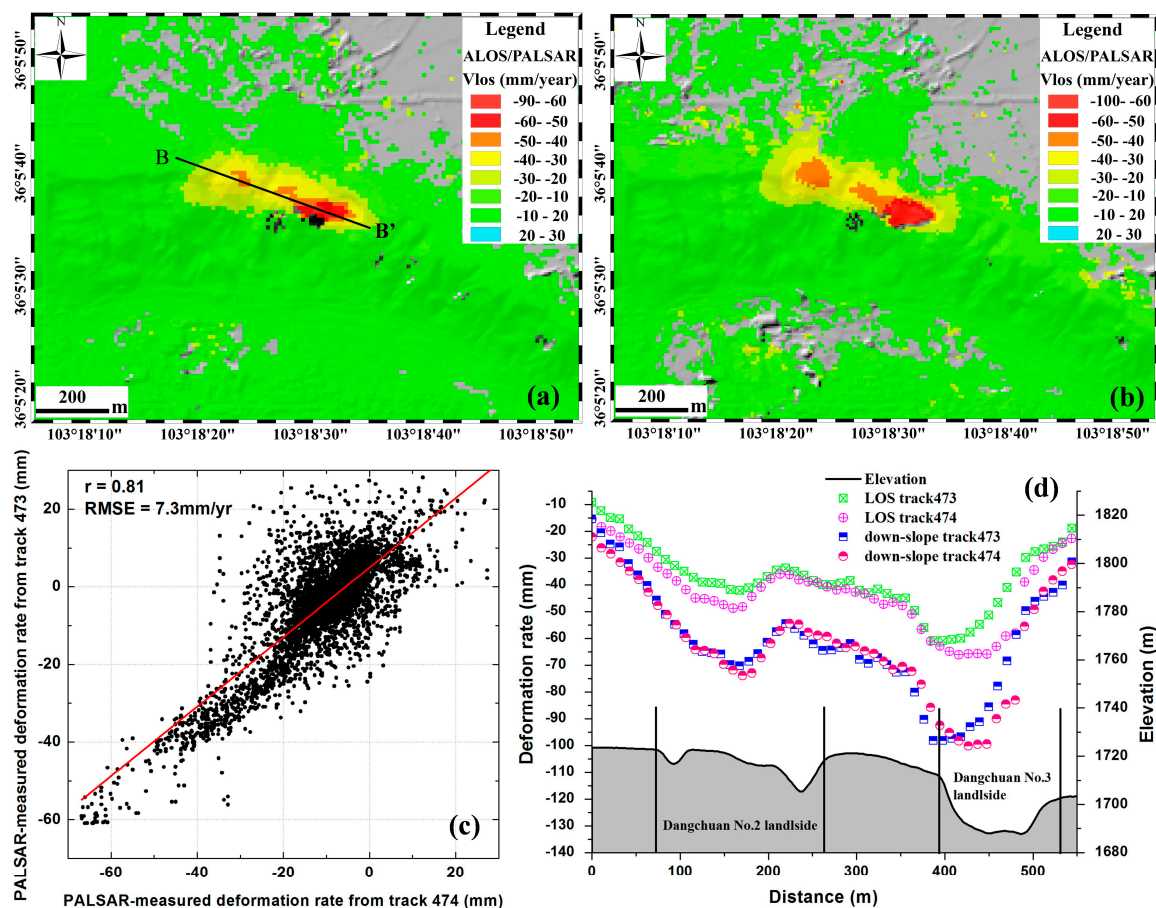 N
Legend
ALOS/PALSAR
Vlos (mm/year)
-90- -60
-60 - -50
-50 - -40
-40 - -30
-30 - -20
-20 - -10
-10 - 20
20 - 30
B
B'
200
m
(a)
36°5'50''
36°5'40''
36°5'30''
36°5'20''
103°18'10'' 103°18'20'' 103°18'30'' 103°18'40'' 103°18'50''
N
Legend
ALOS/PALSAR
Vlos (mm/year)
-100- -60
-60 - -50
-50 - -40
-40 - -30
-30 - -20
-20 - -10
-10 - 20
20 - 30
200
m
(b)
36°5'50''
36°5'40''
36°5'30''
36°5'20''
103°18'10'' 103°18'20'' 103°18'30'' 103°18'40'' 103°18'50''
r = 0.81
RMSE = 7.3mm/yr
(c)
20
0
-20
-40
-60
-60 -40 -20 0 20
PALSAR-measured deformation rate from track 473 (mm)
PALSAR-measured deformation rate from track 474 (mm)
Elevation
LOS track473
LOS track474
down-slope track473
down-slope track474
(d)
-10
-20
-30
-40
-50
-60
-70
-80
-90
-100
-110
-120
-130
-140
Deformation rate (mm)
1820
1800
1780
1760
1740
1720
1700
1680
Elevation (m)
Dangchuan No.2 landlside
Dangchuan No.3
landlside
0 100 200 300 400 500
Distance (m)